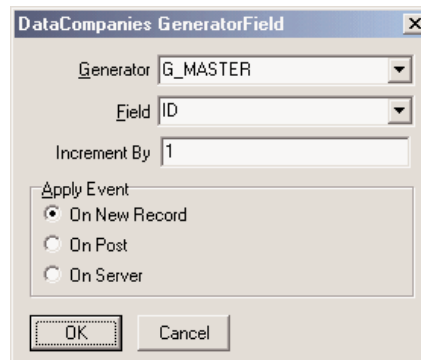 DataCompanies GeneratorField
Generator G_MASTER
Field ID
Increment By 1
Apply Event
On New Record
On Post
On Server
OK Cancel